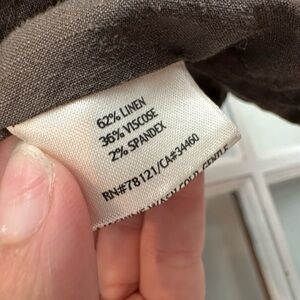 62% LINEN
36% VISCOSE
2% SPANDEX
RN#78121/CA#34460